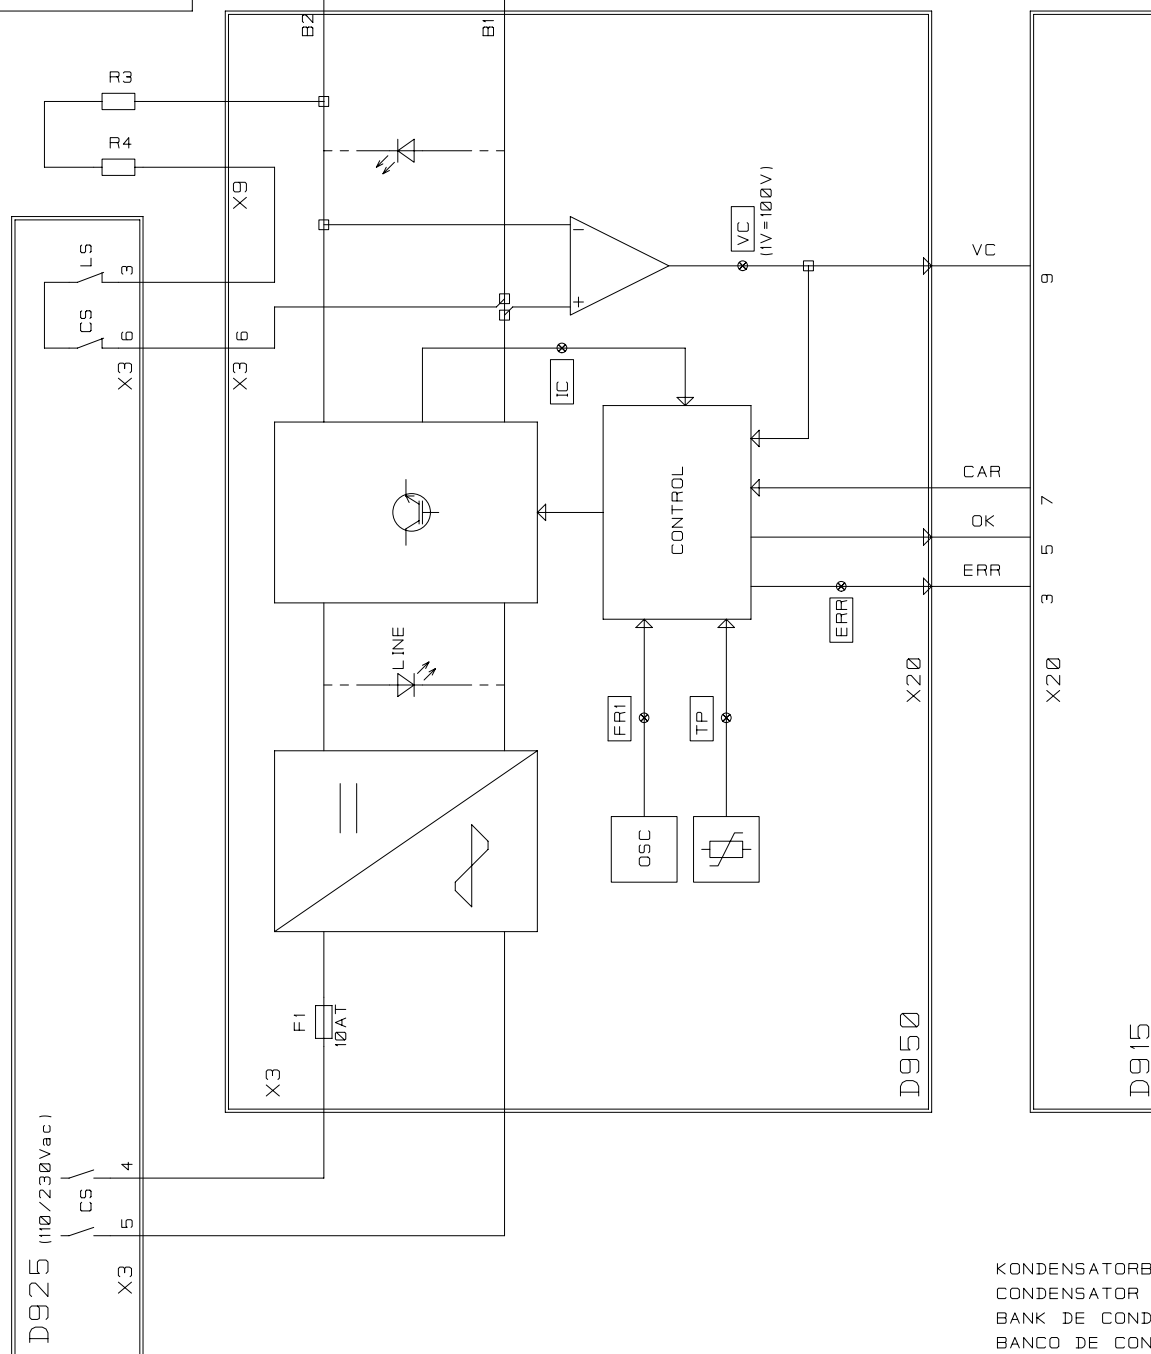 B2
B1
R3
R4
X9
LS
3
CS
6
X3
6
X3
VC
(1V=100V)
VC
9
IC
CONTROL
CAR
7
OK
5
ERR
3
ERR
X20
X20
LINE
FR1
TP
OSC
F1
10AT
X3
D950
D915
D925 (110/230Vac)
4
CS
5
X3
KONDENSATORB
CONDENSATOR
BANK DE COND
BANCO DE CON